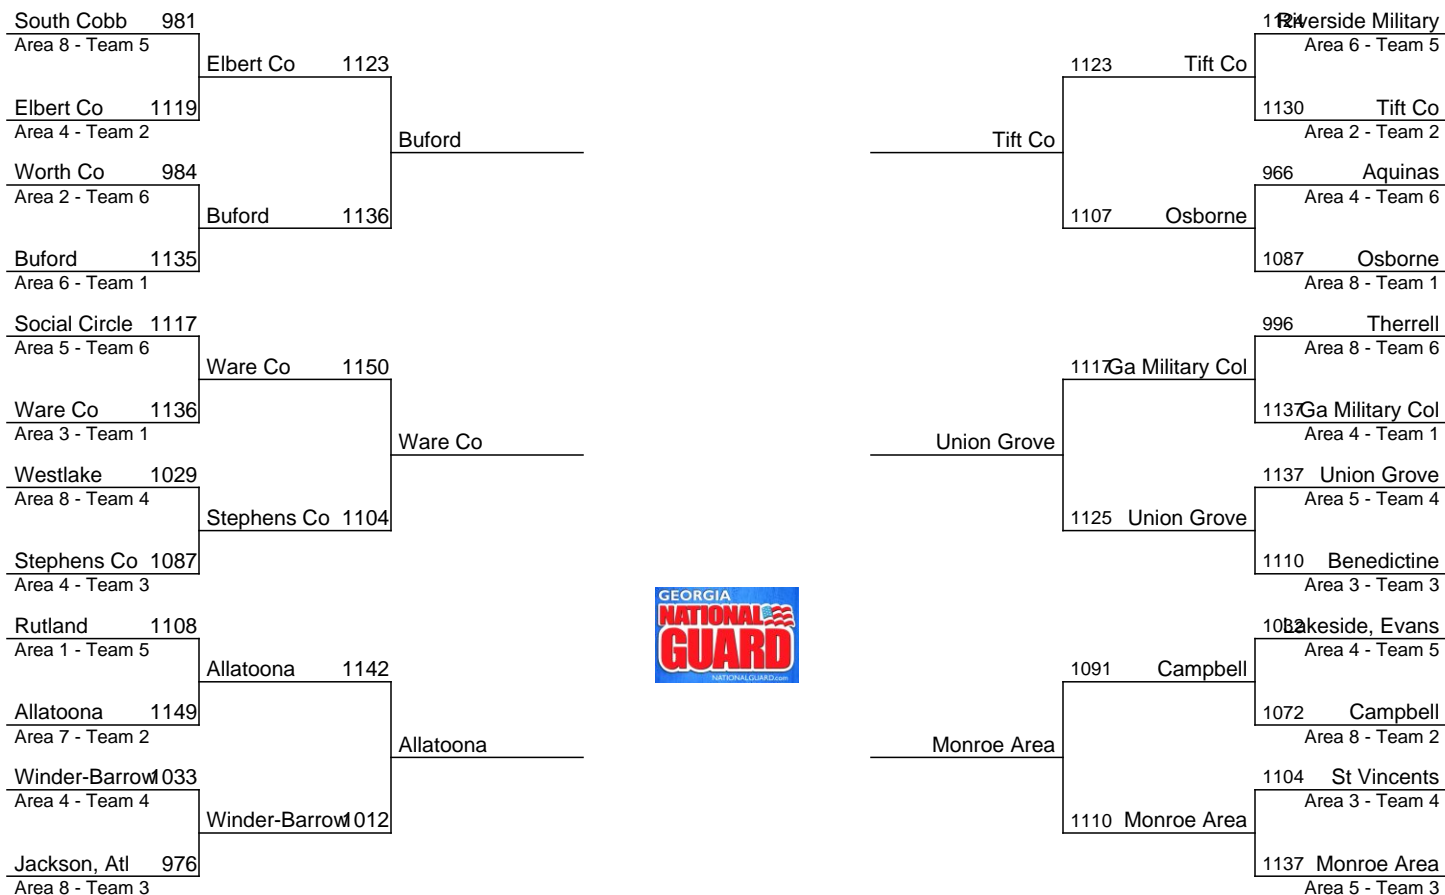 South Cobb 981
Area 8 - Team 5
Elbert Co 1123
Elbert Co 1119
Area 4 - Team 2
Buford
Worth Co 984
Area 2 - Team 6
Buford 1136
Buford 1135
Area 6 - Team 1
Social Circle 1117
Area 5 - Team 6
Ware Co 1150
Ware Co 1136
Area 3 - Team 1
Ware Co
Westlake 1029
Area 8 - Team 4
Stephens Co 1104
Stephens Co 1087
Area 4 - Team 3
Rutland 1108
Area 1 - Team 5
Allatoona 1142
Allatoona 1149
Area 7 - Team 2
Allatoona
Winder-Barrow 1033
Area 4 - Team 4
Winder-Barrow 1012
Jackson, Atl 976
Area 8 - Team 3
GEORGIA
NATIONAL
GUARD
NATIONALGUARD.com
1124 Riverside Military
Area 6 - Team 5
1123 Tift Co
1130 Tift Co
Area 2 - Team 2
Tift Co
966 Aquinas
Area 4 - Team 6
1107 Osborne
1087 Osborne
Area 8 - Team 1
996 Therrell
Area 8 - Team 6
1117 Ga Military Col
1137 Ga Military Col
Area 4 - Team 1
Union Grove
1137 Union Grove
Area 5 - Team 4
1125 Union Grove
1110 Benedictine
Area 3 - Team 3
Lakeside, Evans
Area 4 - Team 5
1091 Campbell
1072 Campbell
Area 8 - Team 2
Monroe Area
1104 St Vincents
Area 3 - Team 4
1110 Monroe Area
1137 Monroe Area
Area 5 - Team 3